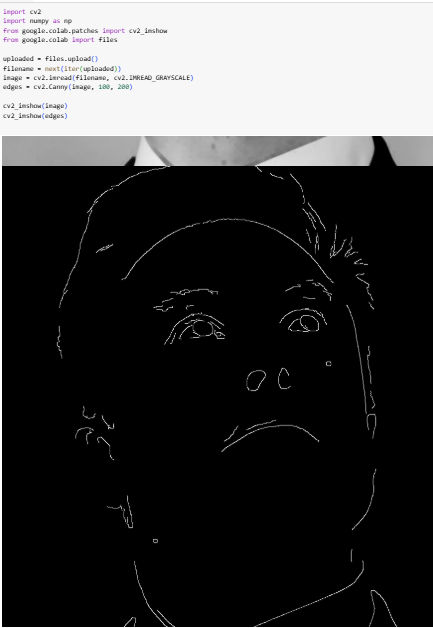 import cv2
import numpy as np
from google.colab.patches import cv2_imshow
from google.colab import files
uploaded = files.upload()
filename = next(iter(uploaded))
image = cv2.imread(filename, cv2.IMREAD_GRAYSCALE)
edges = cv2.Canny(image, 100, 200)
cv2_imshow(image)
cv2_imshow(edges)